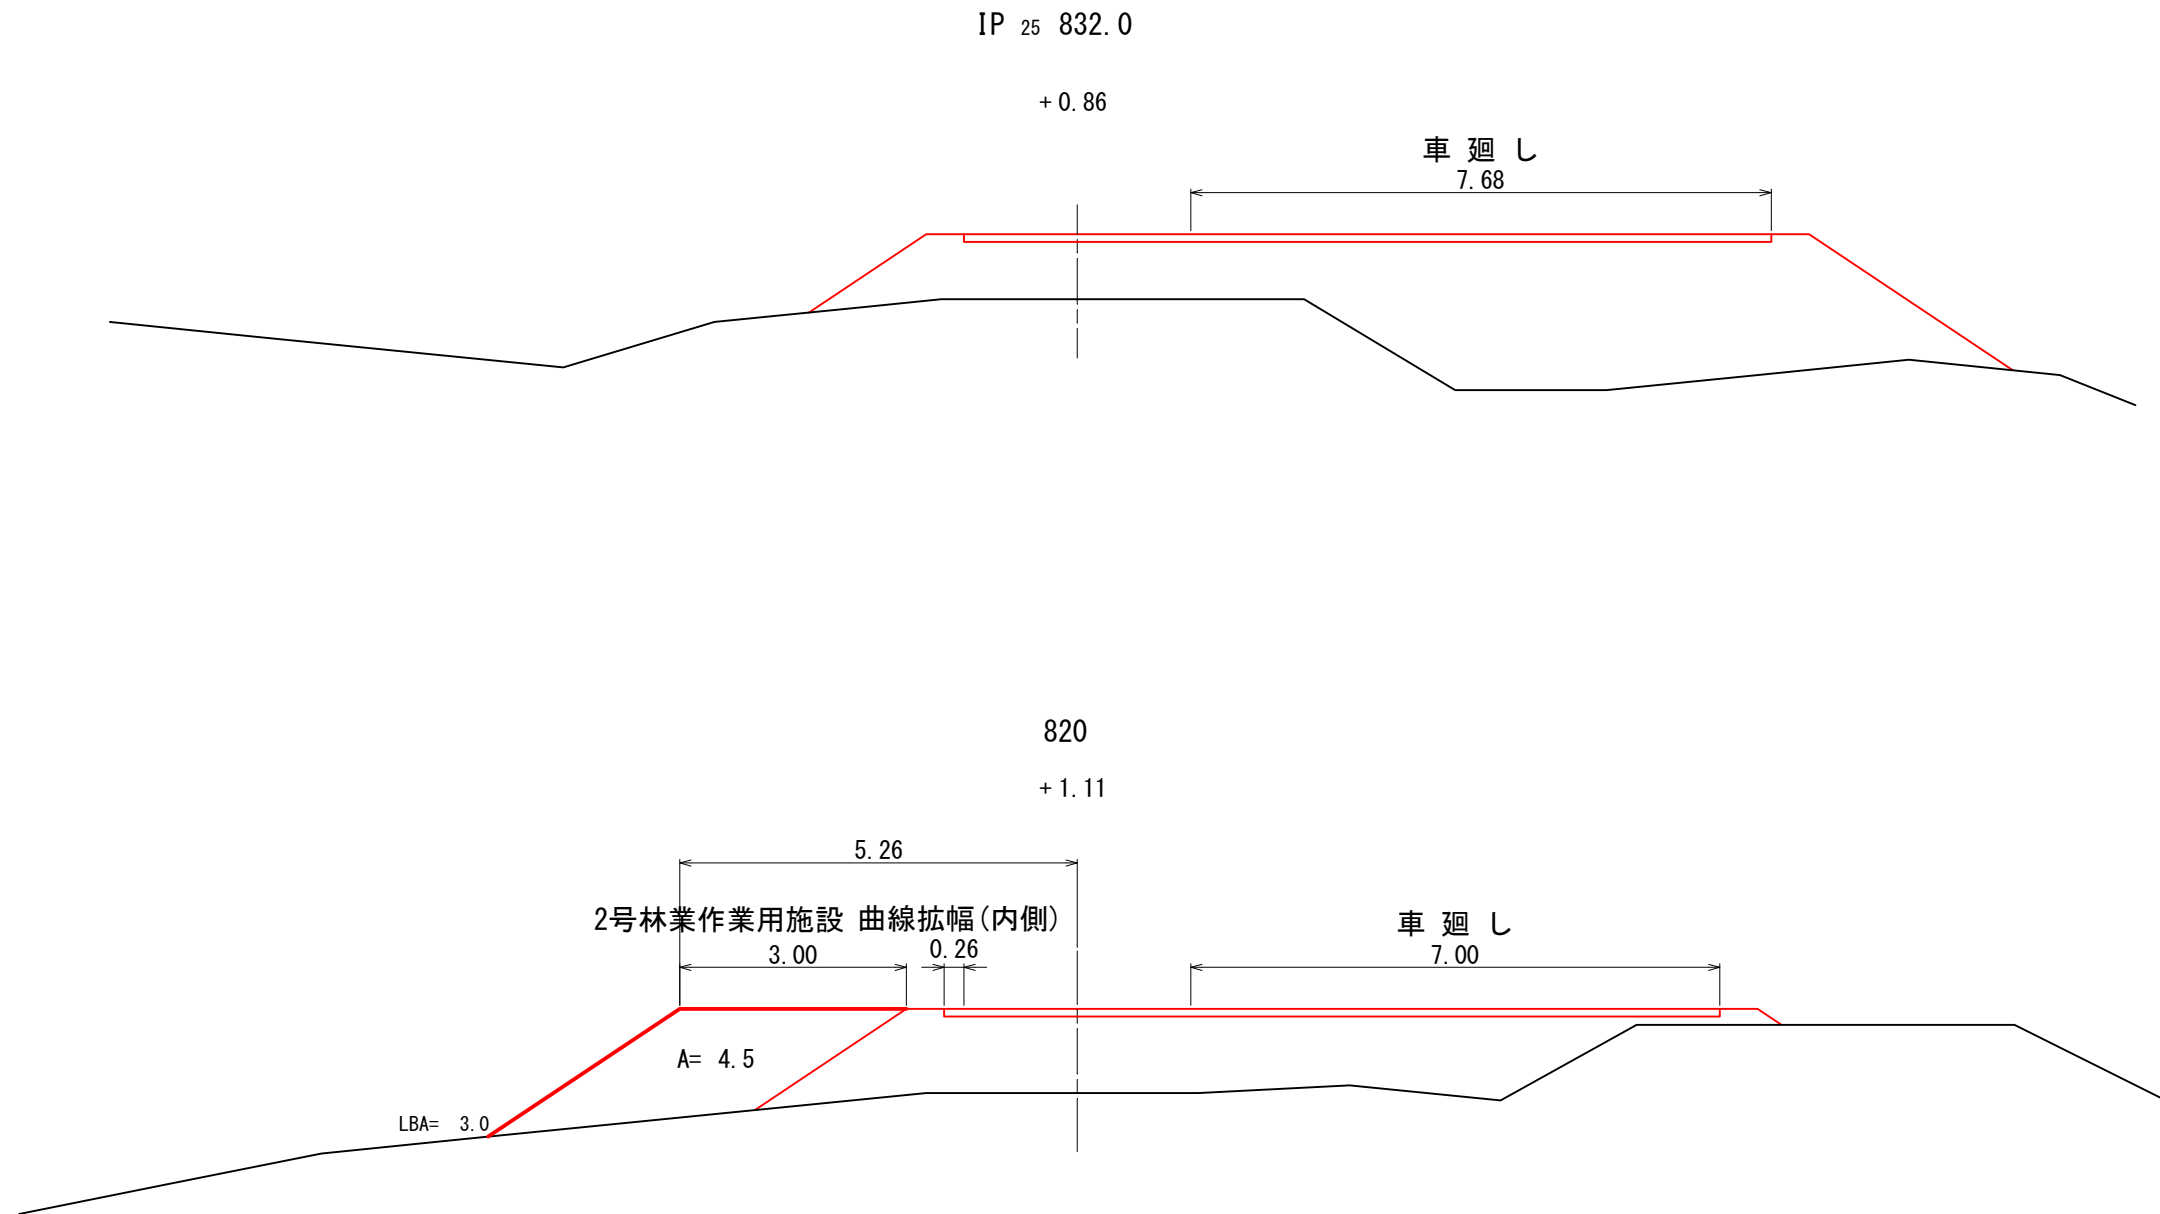 IP 25 832.0
+0.86
車 廻 し
7.68
820
+1.11
5.26
2号林業作業用施設 曲線拡幅(内側)
車 廻 し
3.00
0.26
7.00
A= 4.5
LBA= 3.0